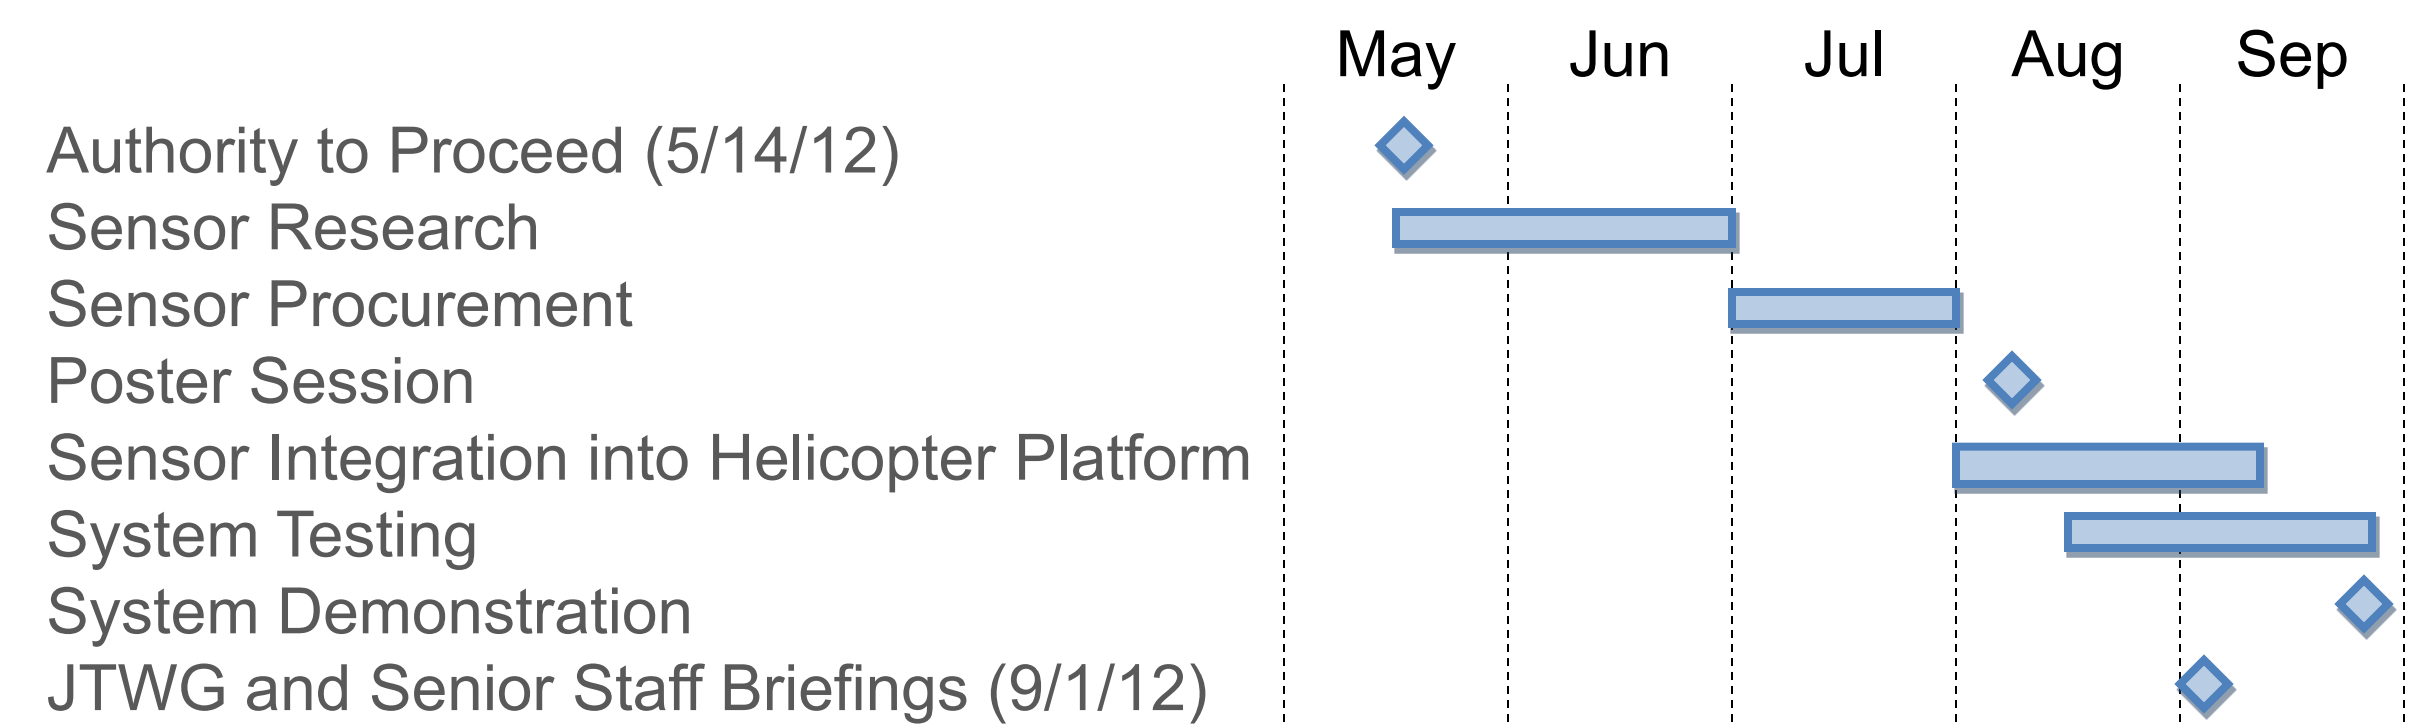 May Jun Jul Aug Sep
Authority to Proceed (5/14/12)
Sensor Research
Sensor Procurement
Poster Session
Sensor Integration into Helicopter Platform
System Testing
System Demonstration
JTWG and Senior Staff Briefings (9/1/12)